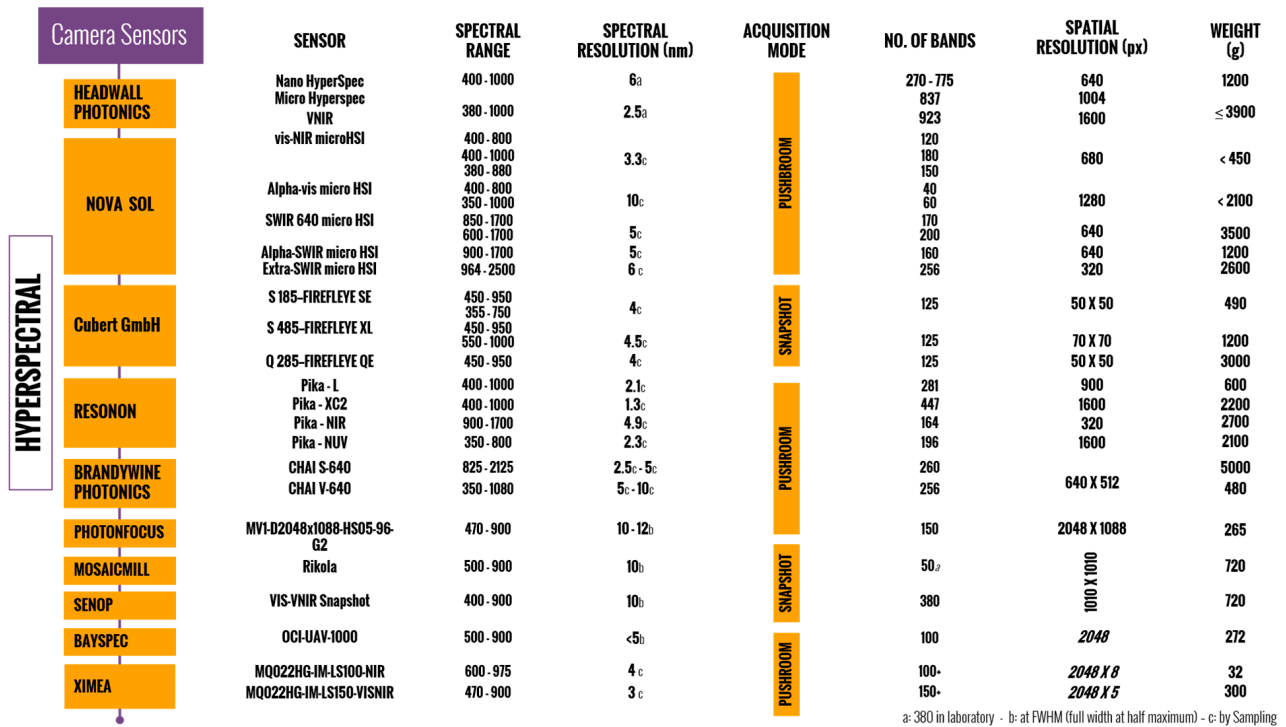 Camera Sensors
SENSOR SPECTRAL RANGE SPECTRAL RESOLUTION (nm) ACQUISITION MODE NO. OF BANDS SPATIAL RESOLUTION (px) WEIGHT (g)
HYPERSPECTRAL
HEADWALL PHOTONICS
Nano HyperSpec 400 - 1000 6a 270 - 775 640 1200
Micro Hyperspec 837 1004
VNIR 380 - 1000 2.5a 923 1600 ≤ 3900
PUSHBROOM
NOVA SOL
vis-NIR microHSI 400 - 800 120
400 - 1000 3.3c 180 680 < 450
380 - 880 150
Alpha-vis micro HSI 400 - 800 40
350 - 1000 10c 60 1280 < 2100
SWIR 640 micro HSI 850 - 1700 170
600 - 1700 5c 200 640 3500
Alpha-SWIR micro HSI 900 - 1700 5c 160 640 1200
Extra-SWIR micro HSI 964 - 2500 6 c 256 320 2600
Cubert GmbH
SNAPSHOT
S 185–FIREFLEYE SE 450 - 950 4c 125 50 X 50 490
355 - 750
S 485–FIREFLEYE XL 450 - 950
550 - 1000 4.5c 125 70 X 70 1200
Q 285–FIREFLEYE QE 450 - 950 4c 125 50 X 50 3000
RESONON
PUSHROOM
Pika - L 400 - 1000 2.1c 281 900 600
Pika - XC2 400 - 1000 1.3c 447 1600 2200
Pika - NIR 900 - 1700 4.9c 164 320 2700
Pika - NUV 350 - 800 2.3c 196 1600 2100
BRANDYWINE PHOTONICS
CHAI S-640 825 - 2125 2.5c - 5c 260 5000
640 X 512
CHAI V-640 350 - 1080 5c - 10c 256 480
PHOTONFOCUS MV1-D2048x1088-HS05-96- 470 - 900 10 - 12b 150 2048 X 1088 265
G2
MOSAICMILL Rikola 500 - 900 10b 50a 720
SNAPSHOT
1010 X 1010
SENOP VIS-VNIR Snapshot 400 - 900 10b 380 720
BAYSPEC OCI-UAV-1000 500 - 900 <5b 100 2048 272
PUSHROOM
XIMEA
MQ022HG-IM-LS100-NIR 600 - 975 4 c 100+ 2048 X 8 32
MQ022HG-IM-LS150-VISNIR 470 - 900 3 c 150+ 2048 X 5 300
a: 380 in laboratory - b: at FWHM (full width at half maximum) – c: by Sampling